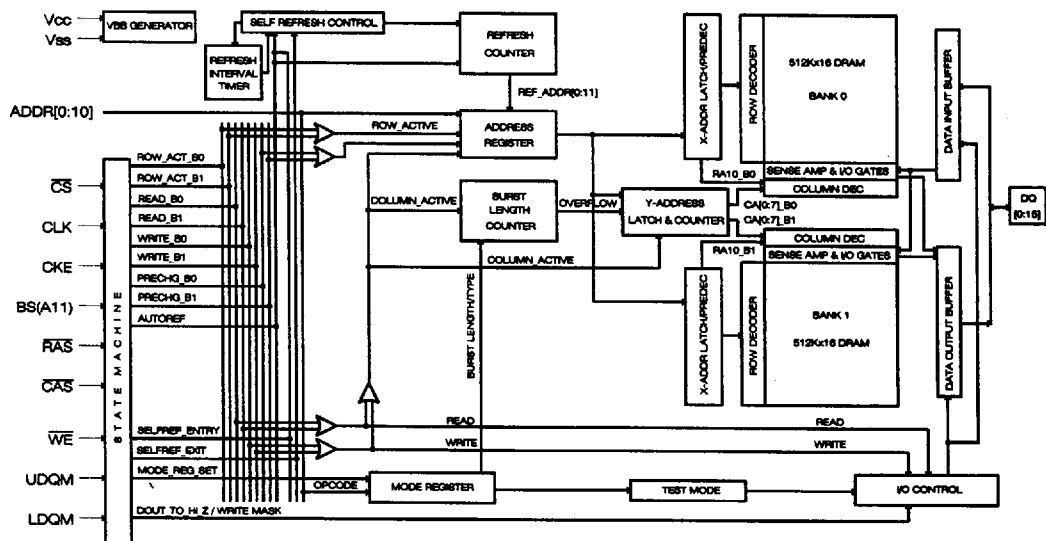 Vcc
Vss
VBB GENERATOR
SELF REFRESH CONTROL
REFRESH
INTERVAL
TIMER
REFRESH
COUNTER
REF_ADDR[0:11]
ADDR[0:10]
ROW_ACTIVE
ADDRESS
REGISTER
X-ADDR LATCH/PREDEC
ROW DECODER
512Kx16 DRAM
BANK 0
SENSE AMP & I/O GATES
COLUMN DEC
RA10_B0
DATA INPUT BUFFER
DQ
[0:15]
STATE MACHINE
CS
CLK
CKE
BS(A11)
RAS
CAS
WE
UDQM
LDQM
ROW_ACT_B0
ROW_ACT_B1
READ_B0
READ_B1
WRITE_B0
WRITE_B1
PRECHG_B0
PRECHG_B1
AUTOREF
SELFREF_ENTRY
SELFREF_EXIT
MODE_REG_SET
DOUT_TO_HI_Z / WRITE MASK
COLUMN_ACTIVE
BURST
LENGTH
COUNTER
OVERFLOW
Y-ADDRESS
LATCH & COUNTER
CA[0:7]_B0
CA[0:7]_B1
COLUMN_ACTIVE
BURST LENGTH/TYPE
RA10_B1
COLUMN DEC
SENSE AMP & I/O GATES
X-ADDR LATCH/PREDEC
ROW DECODER
BANK 1
512Kx16 DRAM
DATA OUTPUT BUFFER
READ
READ
WRITE
WRITE
OPCODE
MODE REGISTER
TEST MODE
I/O CONTROL